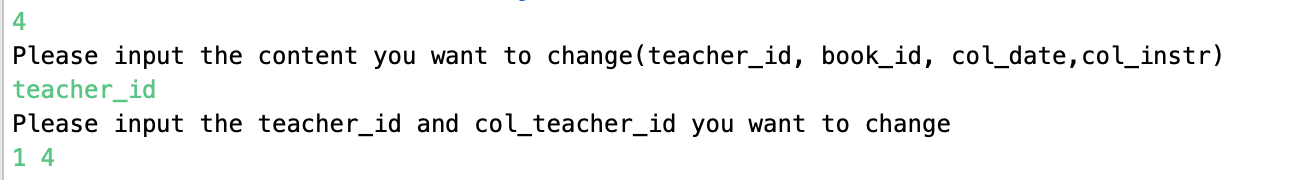 4
Please input the content you want to change(teacher_id, book_id, col_date,col_instr)
teacher_id
Please input the teacher_id and col_teacher_id you want to change
1 4